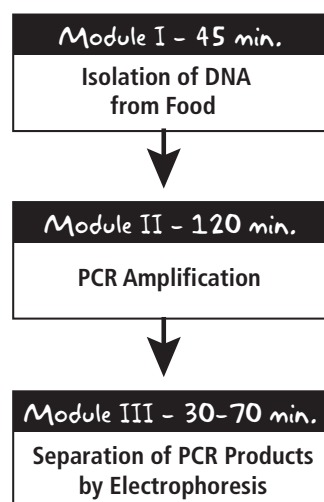 Module I - 45 min.
Isolation of DNA
from Food
Module II - 120 min.
PCR Amplification
Module III - 30-70 min.
Separation of PCR Products
by Electrophoresis